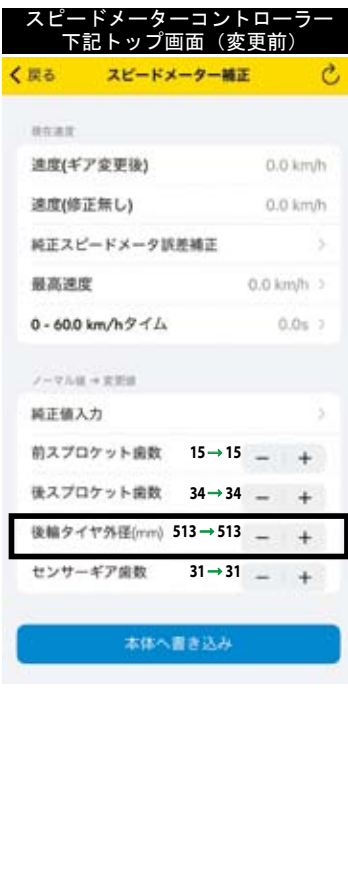 スピードメーターコントローラー
下記トップ画面（変更前）
戻る スピードメーター補正
現在速度
速度(ギア変更後) 0.0 km/h
速度(修正無し) 0.0 km/h
純正スピードメータ誤差補正
最高速度 0.0 km/h
0 - 60.0 km/hタイム 0.0s
ノーマル値 → 変更値
純正値入力
前スプロケット歯数 15→15 − +
後スプロケット歯数 34→34 − +
後輪タイヤ外径(mm) 513→513 − +
センサーギア歯数 31→31 − +
本体へ書き込み